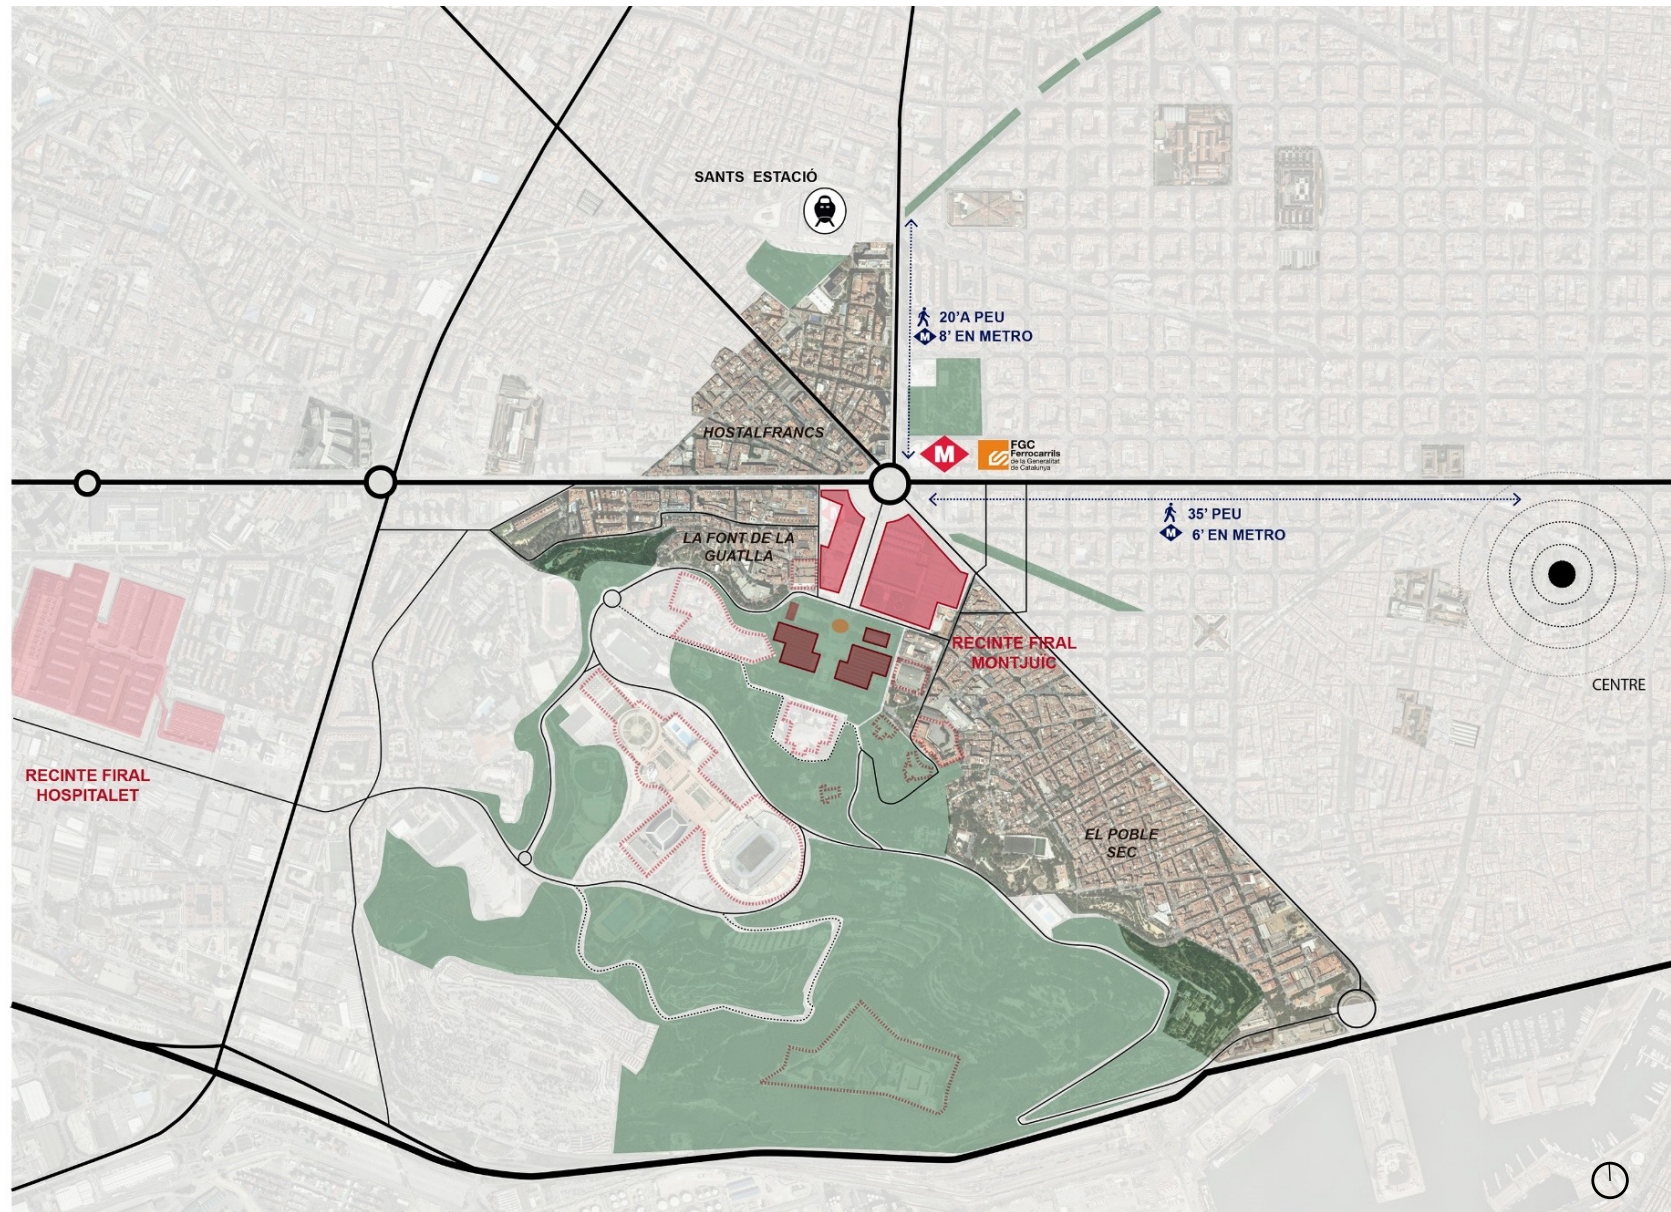 SANTS ESTACIÓ
20'A PEU
M 8' EN METRO
HOSTALFRANCS
M
FGC
Ferrocarrils
de la Generalitat
de Catalunya
35' PEU
M 6' EN METRO
LA FONT DE LA
GUATLLA
RECINTE FIRAL
MONTJUIC
CENTRE
RECINTE FIRAL
HOSPITALET
EL POBLE
SEC